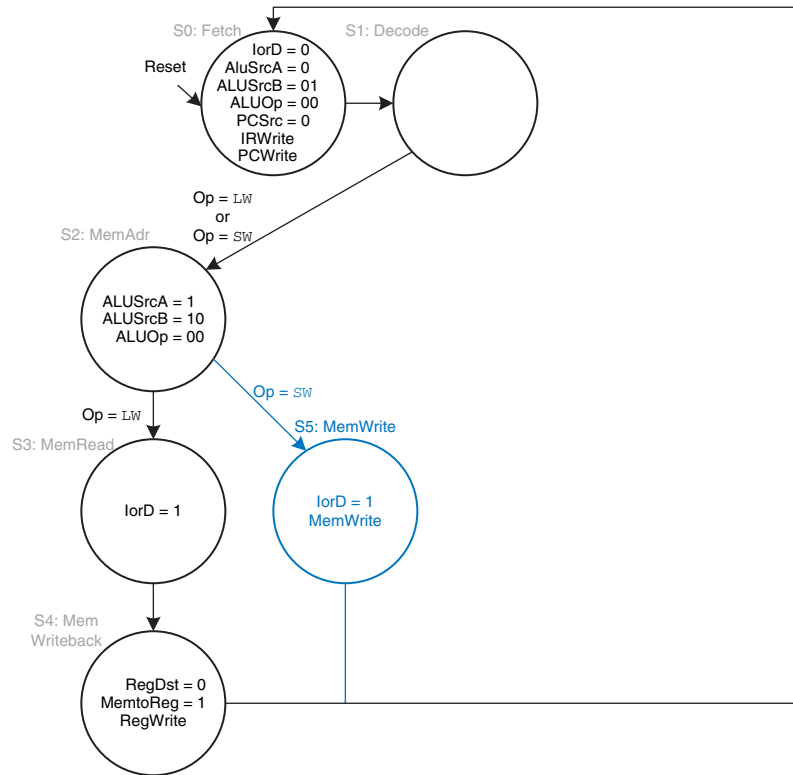 S0: Fetch
S1: Decode
Reset
IorD = 0
AluSrcA = 0
ALUSrcB = 01
ALUOp = 00
PCSrc = 0
IRWrite
PCWrite
Op = LW
or
Op = SW
S2: MemAdr
ALUSrcA = 1
ALUSrcB = 10
ALUOp = 00
Op = SW
Op = LW
S5: MemWrite
S3: MemRead
IorD = 1
IorD = 1
MemWrite
S4: Mem
Writeback
RegDst = 0
MemtoReg = 1
RegWrite